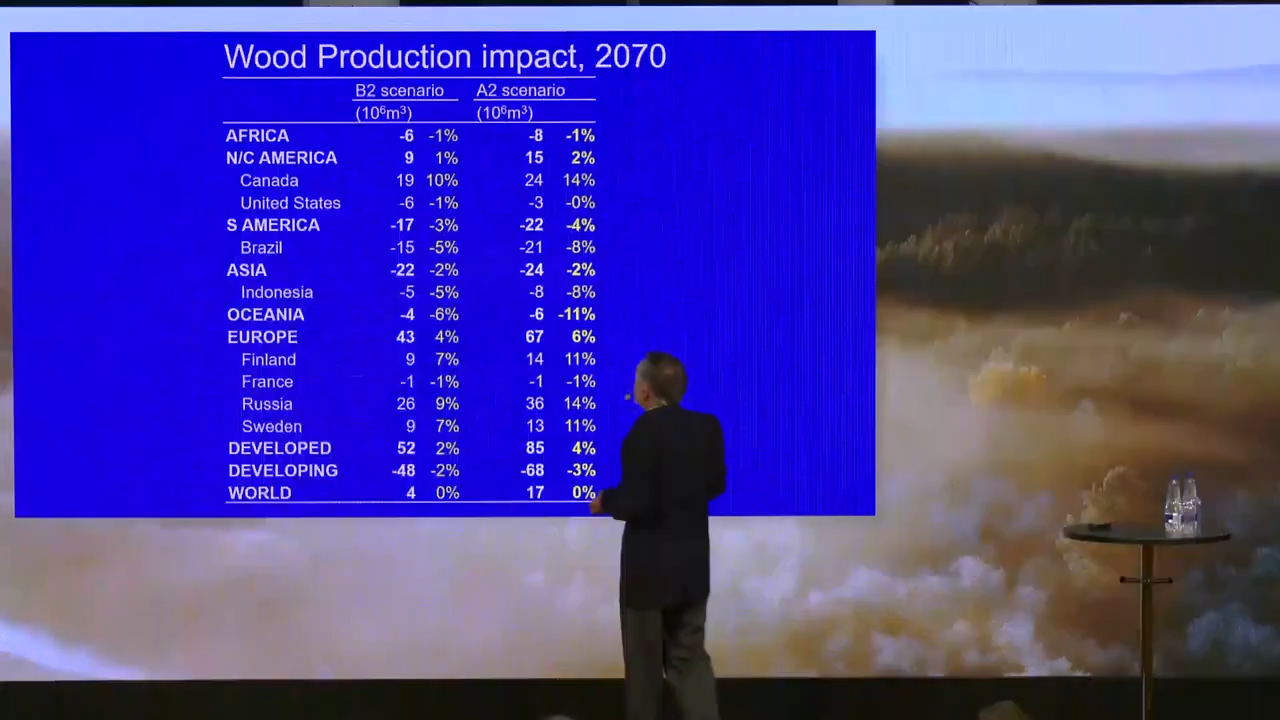 Wood Production impact, 2070
B2 scenario A2 scenario
(10⁶m³) (10⁶m³)
AFRICA -6 -1% -8 -1%
N/C AMERICA 9 1% 15 2%
Canada 19 10% 24 14%
United States -6 -1% -3 -0%
S AMERICA -17 -3% -22 -4%
Brazil -15 -5% -21 -8%
ASIA -22 -2% -24 -2%
Indonesia -5 -5% -8 -8%
OCEANIA -4 -6% -6 -11%
EUROPE 43 4% 67 6%
Finland 9 7% 14 11%
France -1 -1% -1 -1%
Russia 26 9% 36 14%
Sweden 9 7% 13 11%
DEVELOPED 52 2% 85 4%
DEVELOPING -48 -2% -68 -3%
WORLD 4 0% 17 0%